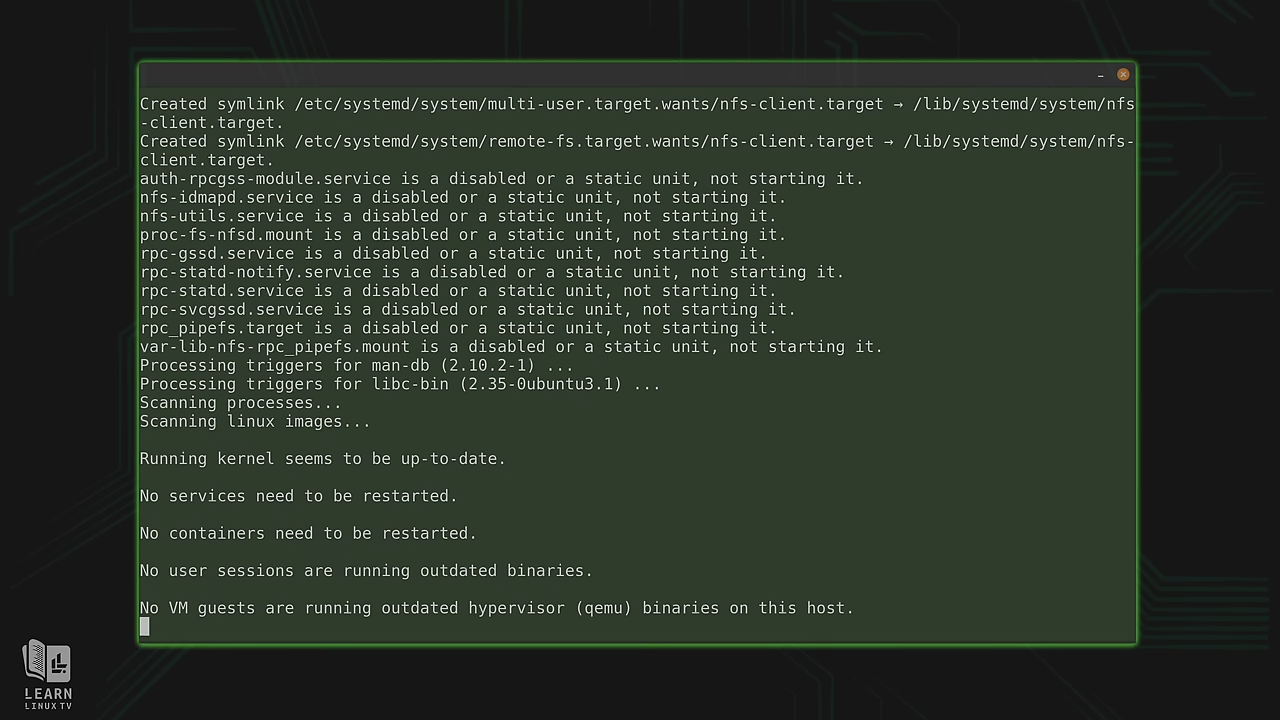 Created symlink /etc/systemd/system/multi-user.target.wants/nfs-client.target → /lib/systemd/system/nfs
-client.target.
Created symlink /etc/systemd/system/remote-fs.target.wants/nfs-client.target → /lib/systemd/system/nfs-
client.target.
auth-rpcgss-module.service is a disabled or a static unit, not starting it.
nfs-idmapd.service is a disabled or a static unit, not starting it.
nfs-utils.service is a disabled or a static unit, not starting it.
proc-fs-nfsd.mount is a disabled or a static unit, not starting it.
rpc-gssd.service is a disabled or a static unit, not starting it.
rpc-statd-notify.service is a disabled or a static unit, not starting it.
rpc-statd.service is a disabled or a static unit, not starting it.
rpc-svcgssd.service is a disabled or a static unit, not starting it.
rpc_pipefs.target is a disabled or a static unit, not starting it.
var-lib-nfs-rpc_pipefs.mount is a disabled or a static unit, not starting it.
Processing triggers for man-db (2.10.2-1) ...
Processing triggers for libc-bin (2.35-0ubuntu3.1) ...
Scanning processes...
Scanning linux images...
Running kernel seems to be up-to-date.
No services need to be restarted.
No containers need to be restarted.
No user sessions are running outdated binaries.
No VM guests are running outdated hypervisor (qemu) binaries on this host.
LEARN
LINUX TV